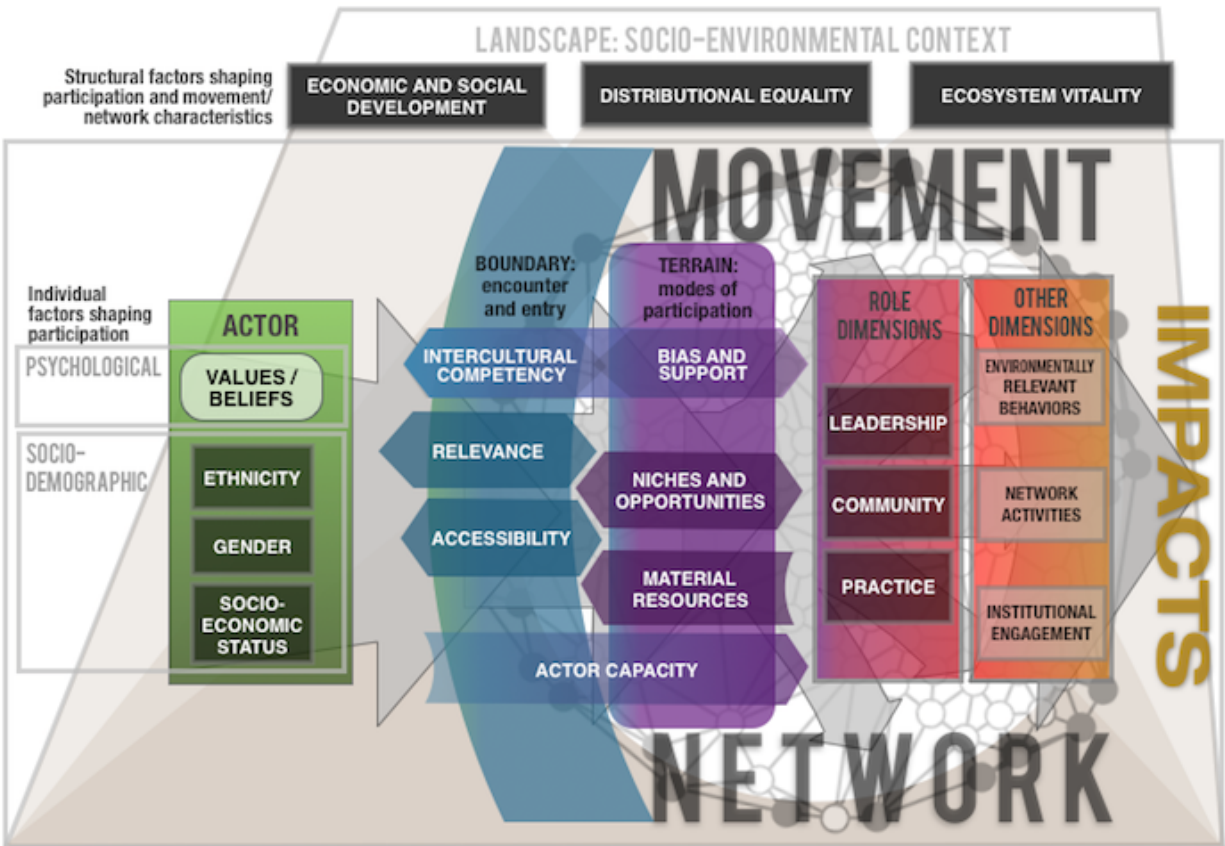 LANDSCAPE: SOCIO-ENVIRONMENTAL CONTEXT
Structural factors shaping
participation and movement/
network characteristics
ECONOMIC AND SOCIAL
DEVELOPMENT
DISTRIBUTIONAL EQUALITY
ECOSYSTEM VITALITY
MOVEMENT
Individual
factors shaping
participation
PSYCHOLOGICAL
SOCIO-
DEMOGRAPHIC
ACTOR
VALUES /
BELIEFS
ETHNICITY
GENDER
SOCIO-
ECONOMIC
STATUS
BOUNDARY:
encounter
and entry
INTERCULTURAL
COMPETENCY
RELEVANCE
ACCESSIBILITY
ACTOR CAPACITY
TERRAIN:
modes of
participation
BIAS AND
SUPPORT
NICHES AND
OPPORTUNITIES
MATERIAL
RESOURCES
ROLE
DIMENSIONS
LEADERSHIP
COMMUNITY
PRACTICE
OTHER
DIMENSIONS
ENVIRONMENTALLY
RELEVANT
BEHAVIORS
NETWORK
ACTIVITIES
INSTITUTIONAL
ENGAGEMENT
IMPACTS
NETWORK